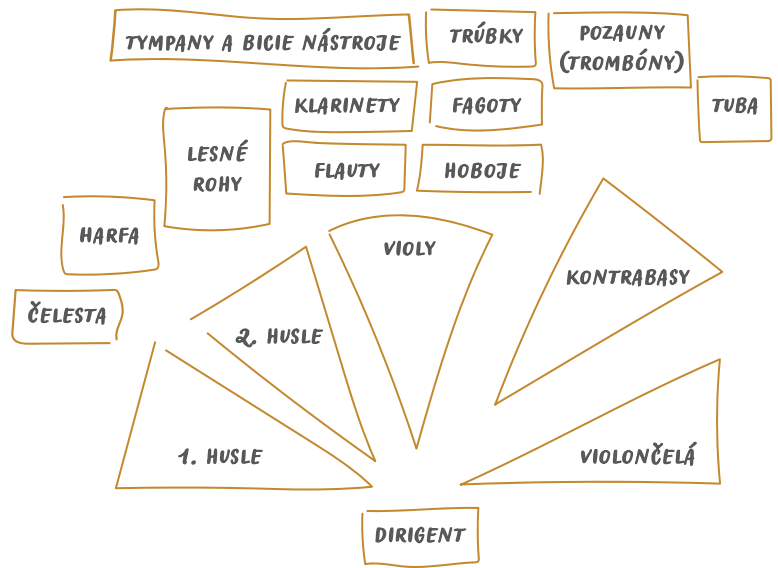 TYMPANY A BICIE NÁSTROJE
TRÚBKY
POZAUNY
(TROMBÓNY)
KLARINETY
FAGOTY
TUBA
LESNÉ
ROHY
FLAUTY
HOBOJE
HARFA
VIOLY
KONTRABASY
ČELESTA
2. HUSLE
1. HUSLE
VIOLONČELÁ
DIRIGENT